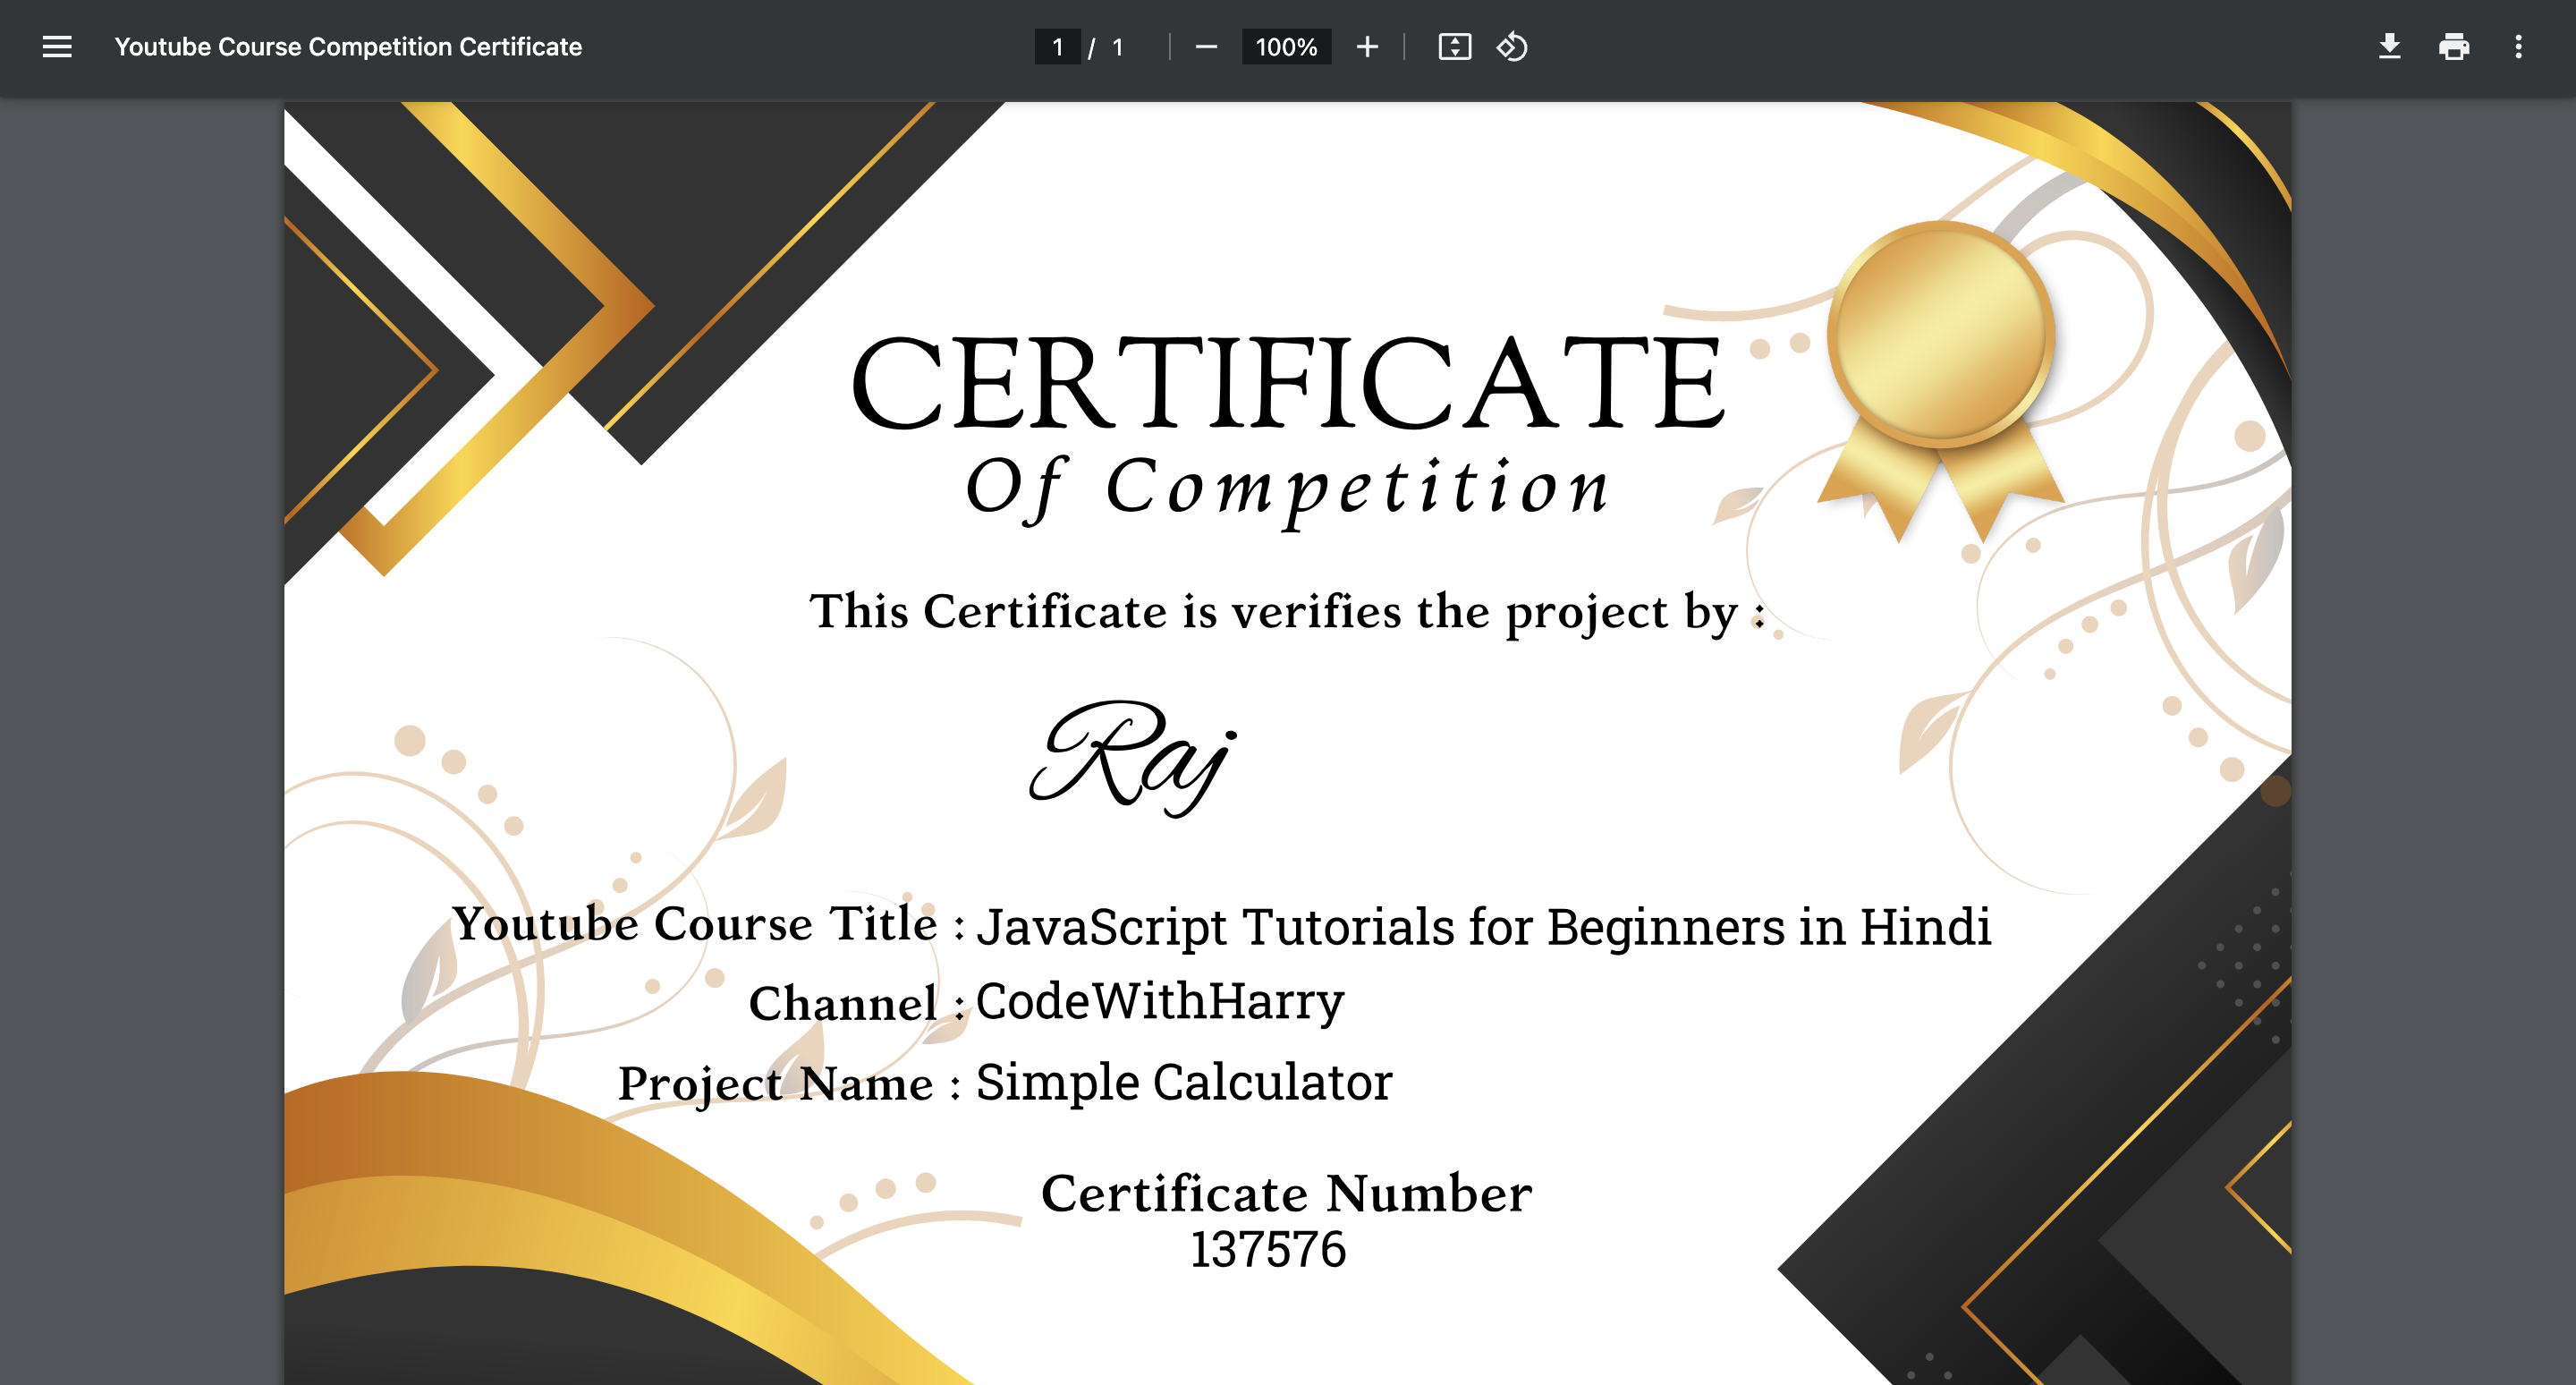 Youtube Course Competition Certificate
1 / 1
100%
CERTIFICATE
Of Competition
This Certificate is verifies the project by :
Raj
Youtube Course Title : JavaScript Tutorials for Beginners in Hindi
Channel : CodeWithHarry
Project Name : Simple Calculator
Certificate Number
137576